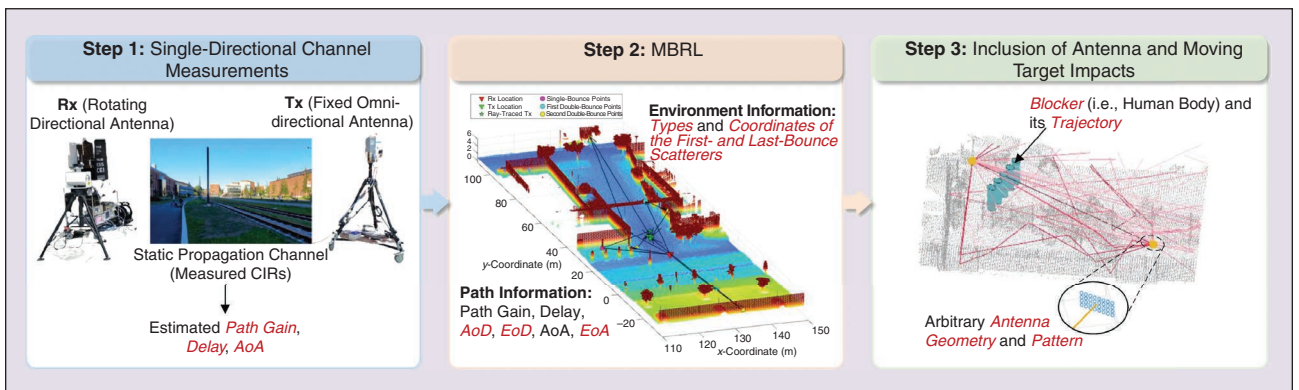 Step 1: Single-Directional Channel
Measurements
Rx (Rotating
Directional Antenna)
Tx (Fixed Omni-
directional Antenna)
Static Propagation Channel
(Measured CIRs)
Estimated Path Gain,
Delay, AoA
Step 2: MBRL
Rx Location
Tx Location
Ray-Traced Tx
Single-Bounce Points
First Double-Bounce Points
Second Double-Bounce Points
Environment Information:
Types and Coordinates of
the First- and Last-Bounce
Scatterers
6
4
2
0
100
80
60
40
20
0
−20
y-Coordinate (m)
110
120
130
140
150
x-Coordinate (m)
Path Information:
Path Gain, Delay,
AoD, EoD, AoA, EoA
Step 3: Inclusion of Antenna and Moving
Target Impacts
Blocker (i.e., Human Body) and
its Trajectory
Arbitrary Antenna
Geometry and Pattern